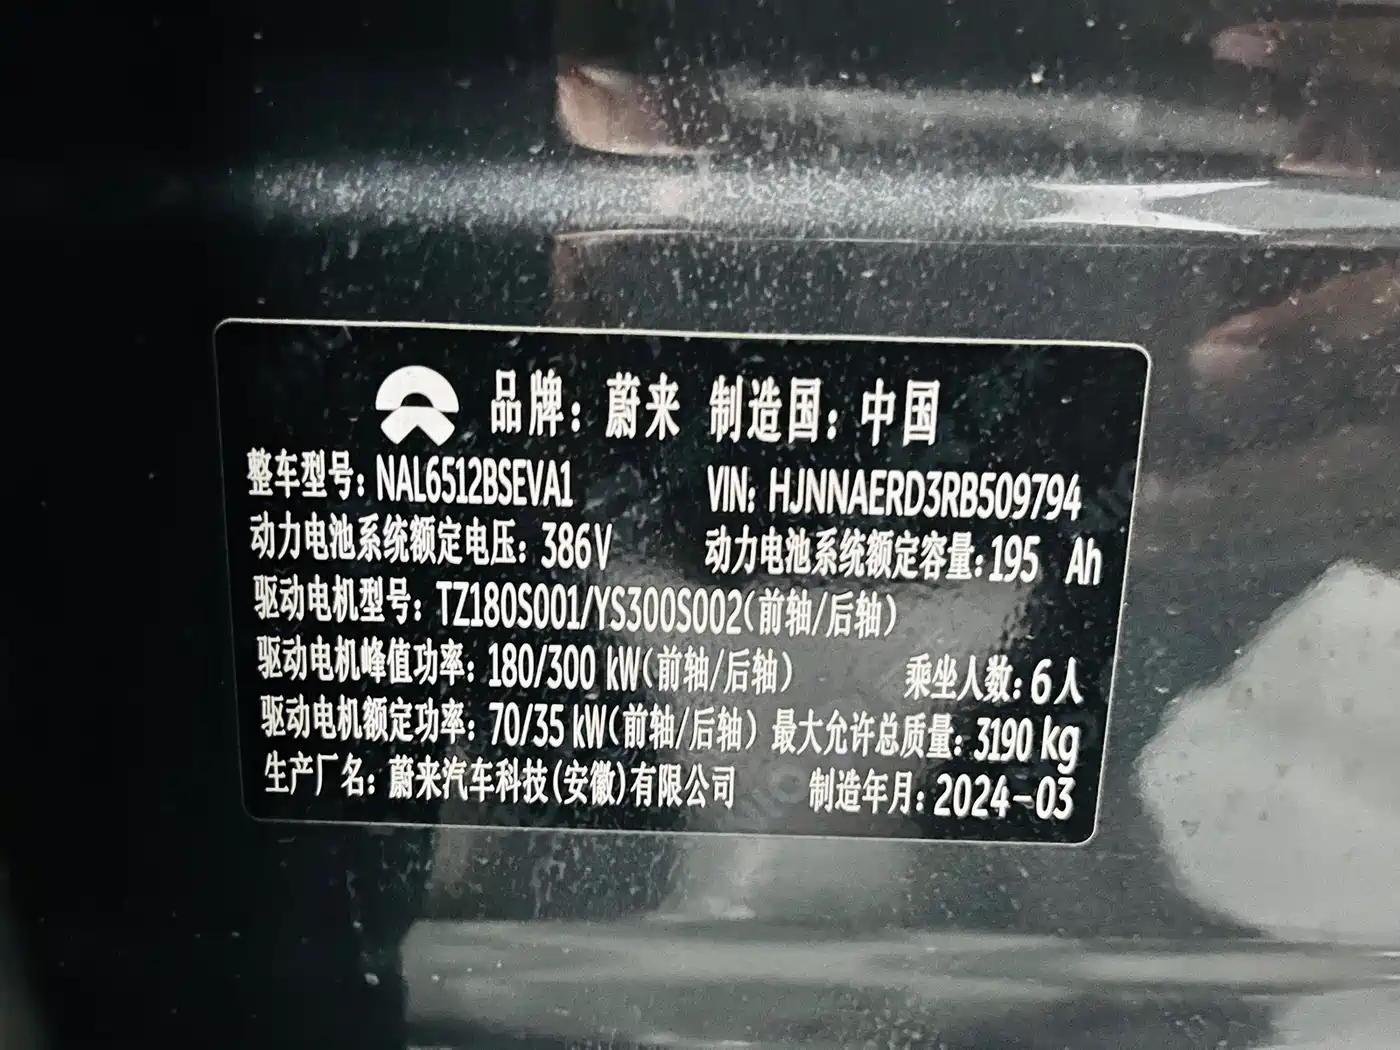 品牌：蔚来 制造国：中国
整车型号：NAL6512BSEVA1 VIN: HJNNAERD3RB509794
动力电池系统额定电压：386V 动力电池系统额定容量：195 Ah
驱动电机型号：TZ180S001/YS300S002(前轴/后轴)
驱动电机峰值功率：180/300 kW(前轴/后轴) 乘坐人数：6人
驱动电机额定功率：70/35 kW(前轴/后轴) 最大允许总质量：3190 kg
生产厂名：蔚来汽车科技(安徽)有限公司 制造年月：2024-03